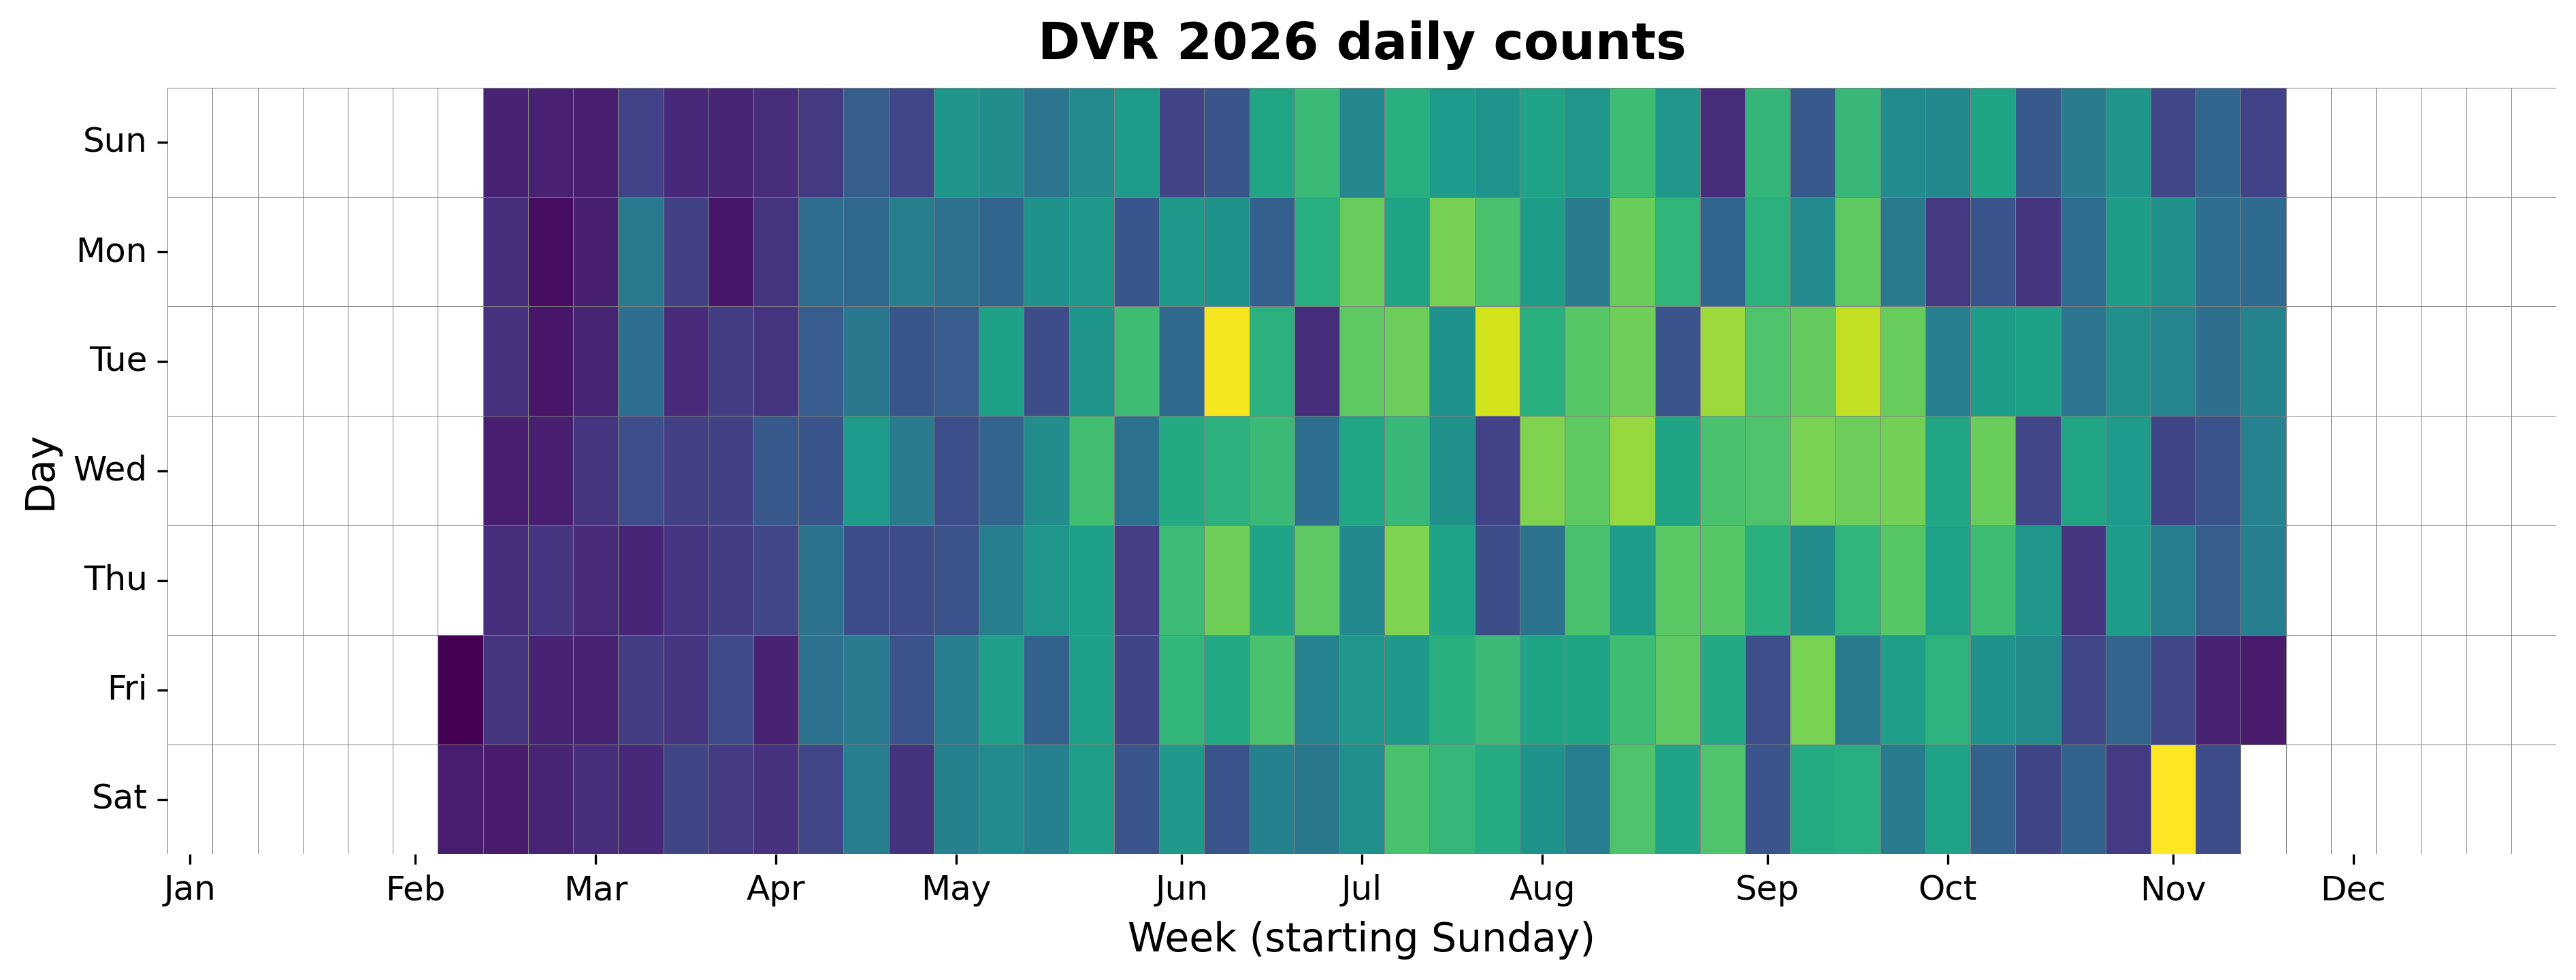 DVR 2026 daily counts
Sun
Mon
Tue
Wed
Thu
Fri
Sat
Day
Jan Feb Mar Apr May Jun Jul Aug Sep Oct Nov Dec
Week (starting Sunday)